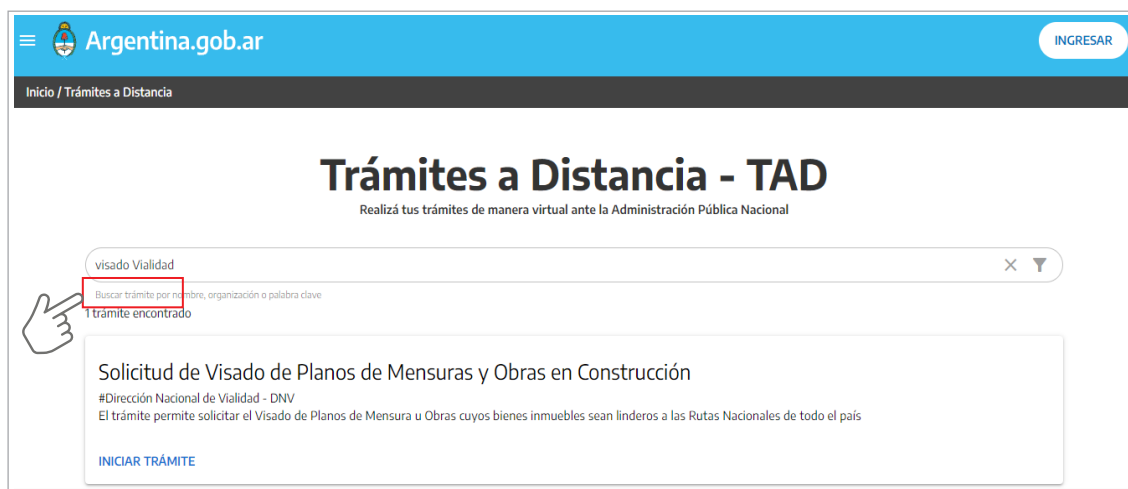 Argentina.gob.ar
INGRESAR
Inicio / Trámites a Distancia
Trámites a Distancia - TAD
Realizá tus trámites de manera virtual ante la Administración Pública Nacional
visado Vialidad
Buscar trámite por nombre, organización o palabra clave
1 trámite encontrado
Solicitud de Visado de Planos de Mensuras y Obras en Construcción
#Dirección Nacional de Vialidad - DNV
El trámite permite solicitar el Visado de Planos de Mensura u Obras cuyos bienes inmuebles sean linderos a las Rutas Nacionales de todo el país
INICIAR TRÁMITE